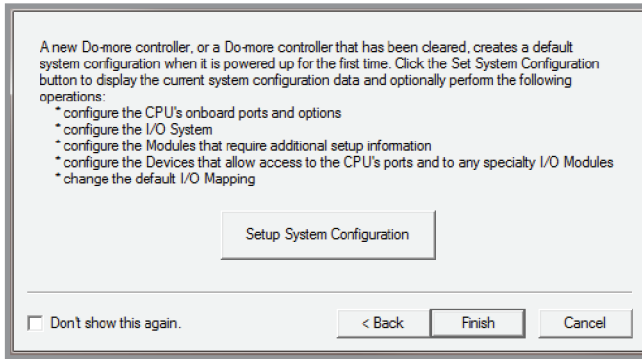 A new Do-more controller, or a Do-more controller that has been cleared, creates a default
system configuration when it is powered up for the first time. Click the Set System Configuration
button to display the current system configuration data and optionally perform the following
operations:
* configure the CPU's onboard ports and options
* configure the I/O System
* configure the Modules that require additional setup information
* configure the Devices that allow access to the CPU's ports and to any specialty I/O Modules
* change the default I/O Mapping
Setup System Configuration
Don't show this again.
< Back
Finish
Cancel